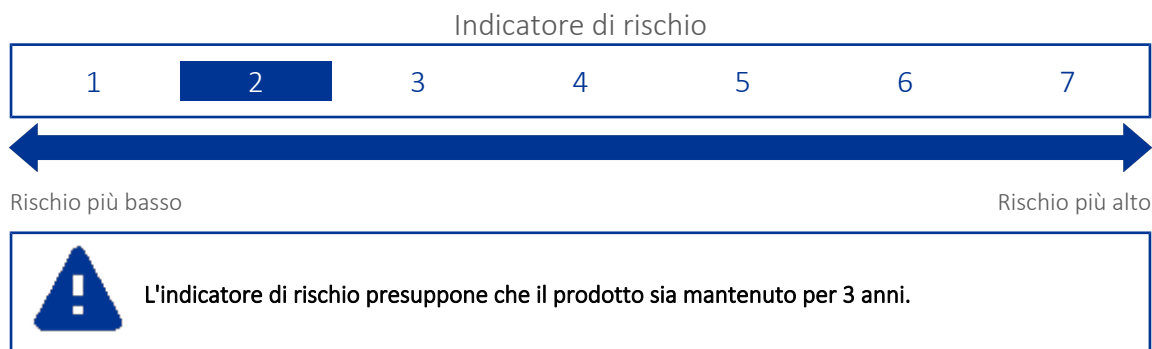 Indicatore di rischio
1 2 3 4 5 6 7
Rischio più basso Rischio più alto
L'indicatore di rischio presuppone che il prodotto sia mantenuto per 3 anni.